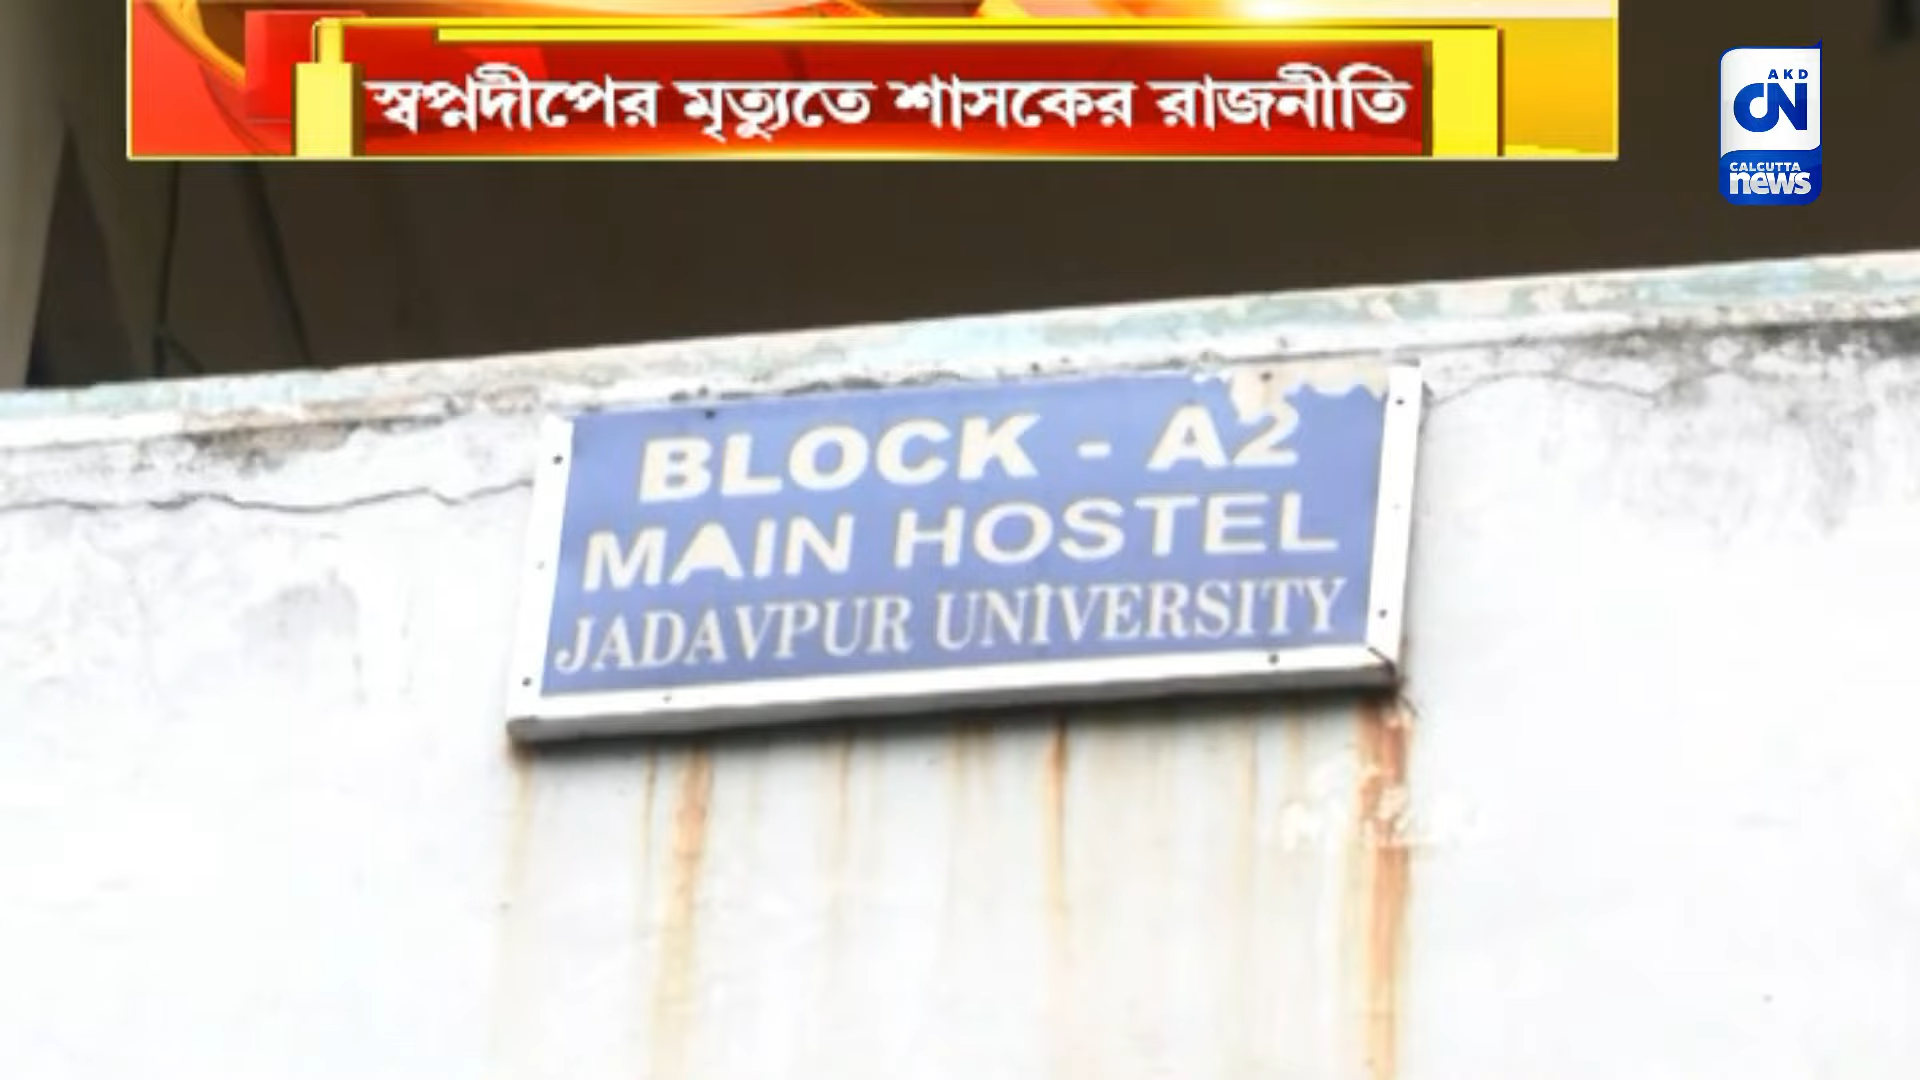 স্বপ্নদীপের মৃত্যুতে শাসকের রাজনীতি
AKD
CN
CALCUTTA
news
BLOCK - A2
MAIN HOSTEL
JADAVPUR UNIVERSITY